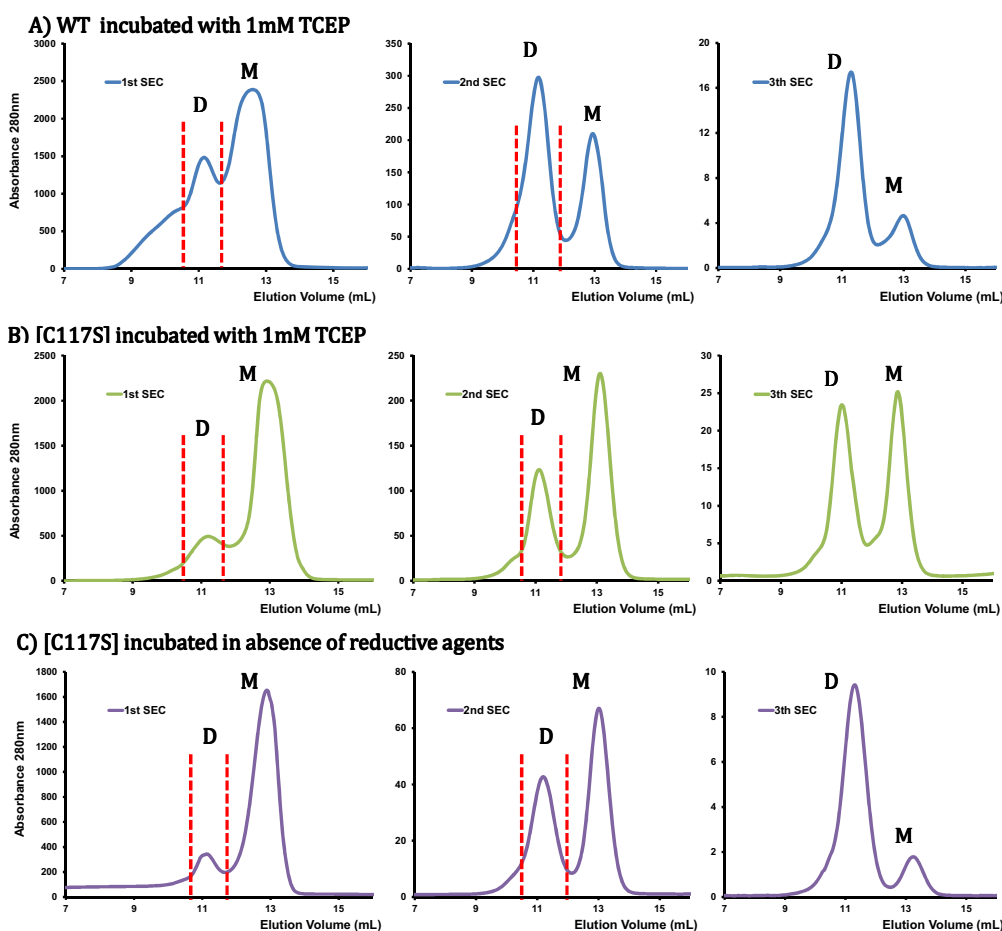 A) WT incubated with 1mM TCEP
3000
2500
2000
1500
1000
500
0
Absorbance 280nm
1st SEC
D
M
7 9 11 13 15
Elution Volume (mL)
350
300
250
200
150
100
50
0
2nd SEC
D
M
7 9 11 13 15
Elution Volume (mL)
20
16
12
8
4
0
3th SEC
D
M
7 9 11 13 15
Elution Volume (mL)
B) [C117S] incubated with 1mM TCEP
2500
2000
1500
1000
500
0
Absorbance 280nm
1st SEC
D
M
7 9 11 13 15
Elution Volume (mL)
250
200
150
100
50
0
2nd SEC
D
M
7 9 11 13 15
Elution Volume (mL)
30
25
20
15
10
5
0
3th SEC
D
M
7 9 11 13 15
Elution Volume (mL)
C) [C117S] incubated in absence of reductive agents
1800
1600
1400
1200
1000
800
600
400
200
0
Absorbance 280nm
1st SEC
D
M
7 9 11 13 15
Elution Volume (mL)
80
60
40
20
0
2nd SEC
D
M
7 9 11 13 15
Elution Volume (mL)
10
8
6
4
2
0
3th SEC
D
M
7 9 11 13 15
Elution Volume (mL)